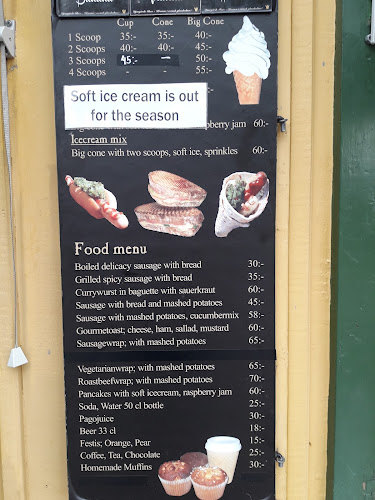 Cup Cone Big Cone
1 Scoop 35:- 35:- 40:-
2 Scoops 40:- 40:- 45:-
3 Scoops 45:- — 50:-
4 Scoops - - 55:-
Soft ice cream is out
for the season
raspberry jam 60:-
Icecream mix
Big cone with two scoops, soft ice, sprinkles 60:-
Food menu
Boiled delicacy sausage with bread 30:-
Grilled spicy sausage with bread 35:-
Currywurst in baguette with sauerkraut 60:-
Sausage with bread and mashed potatoes 45:-
Sausage with mashed potatoes, cucumbermix 58:-
Gourmetoast; cheese, ham, sallad, mustard 60:-
Sausagewrap; with mashed potatoes 65:-
Vegetarianwrap; with mashed potatoes 65:-
Roastbeefwrap; with mashed potatoes 70:-
Pancakes with soft icecream, raspberry jam 60:-
Soda, Water 50 cl bottle 25:-
Pagojuice 30:-
Beer 33 cl 18:-
Festis; Orange, Pear 15:-
Coffee, Tea, Chocolate 25:-
Homemade Muffins 30:-